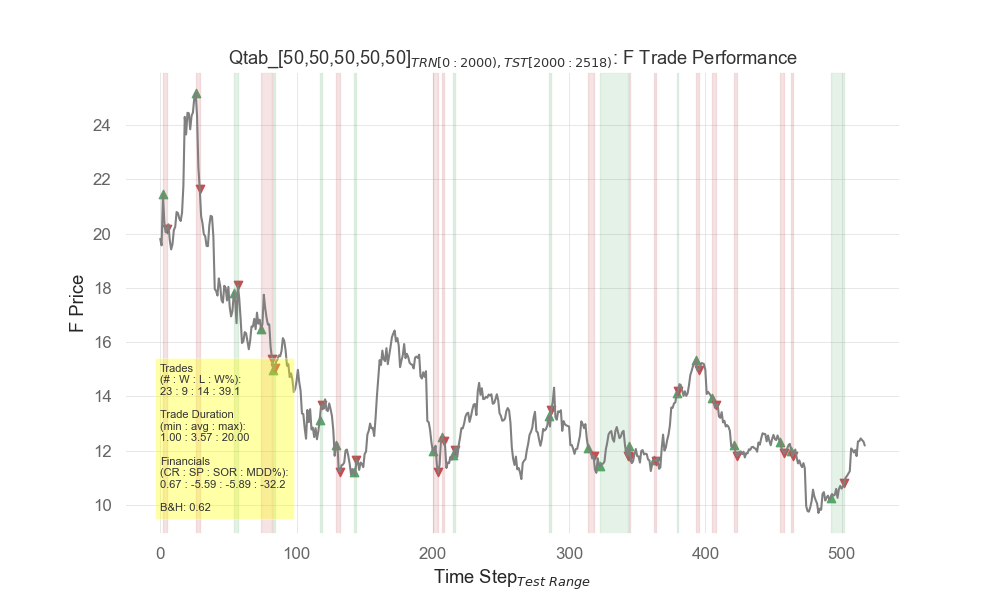 Qtab_[50,50,50,50,50]TRN[0 : 2000), TST[2000 : 2518): F Trade Performance
24
22
20
18
16
14
12
10
F Price
Trades
(# : W : L : W%):
23 : 9 : 14 : 39.1
Trade Duration
(min : avg : max):
1.00 : 3.57 : 20.00
Financials
(CR : SP : SOR : MDD%):
0.67 : -5.59 : -5.89 : -32.2
B&H: 0.62
0 100 200 300 400 500
Time StepTest Range